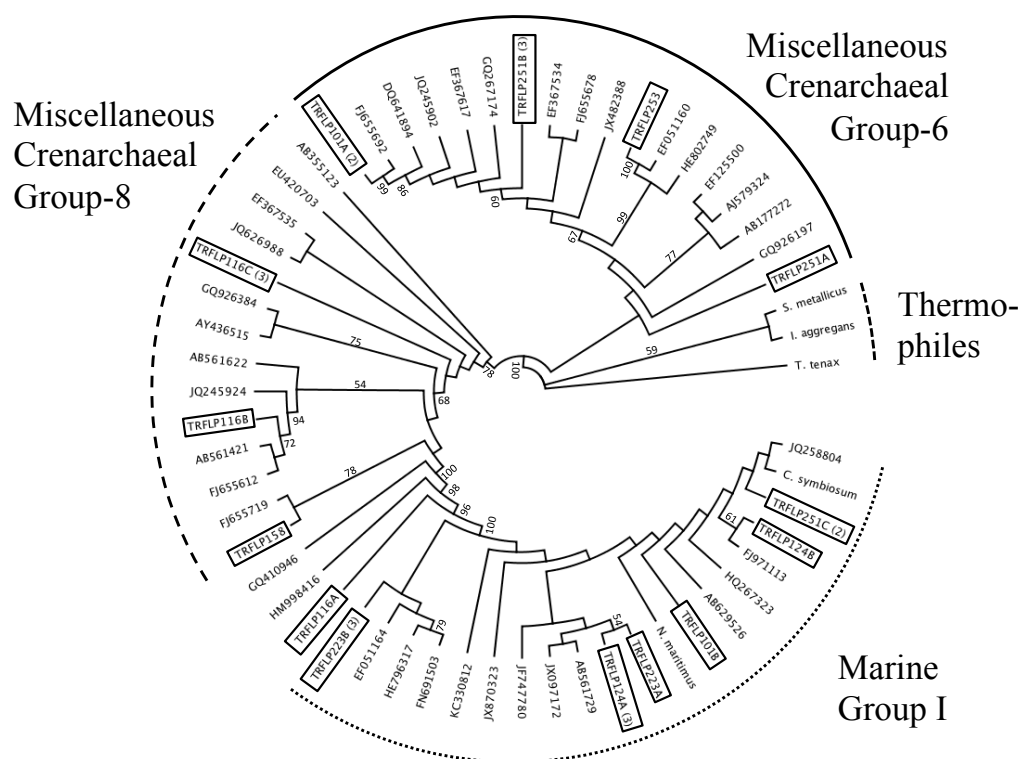 Miscellaneous
Crenarchaeal
Group-6
Miscellaneous
Crenarchaeal
Group-8
Thermo-
philes
Marine
Group I
AB355123
TRFLP101A (2)
FJ655692
DQ641894
JQ245902
EF367617
GQ267174
TRFLP251B (3)
EF367534
FJ655678
JX482388
TRFLP253
EF051160
HE802749
EF125500
AJ579324
AB177272
GQ926197
TRFLP251A
S. metallicus
I. aggregans
T. tenax
JQ258804
C. symbiosum
TRFLP251C (2)
TRFLP124B
FJ971113
HQ267323
AB629526
TRFLP101B
N. maritimus
TRFLP223A
TRFLP124A (3)
AB561729
JX097172
JF747780
JX870323
KC330812
FN691503
HE796317
EF051164
TRFLP223B (3)
TRFLP116A
HM998416
GQ410946
TRFLP158
FJ655719
FJ655612
AB561421
TRFLP116B
JQ245924
AB561622
AY436515
GQ926384
TRFLP116C (3)
JQ626988
EF367535
EU420703
99
86
60
100
99
67
77
59
100
78
75
54
68
94
72
78
100
98
96
100
79
54
61